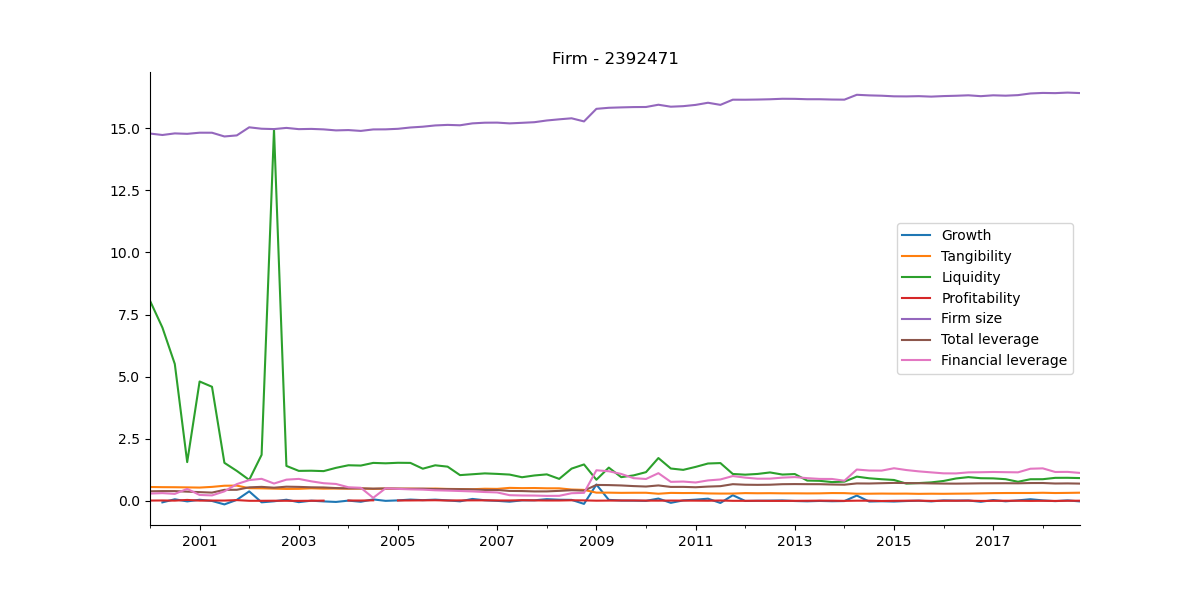 Firm - 2392471
15.0
12.5
10.0
7.5
5.0
2.5
0.0
Growth
Tangibility
Liquidity
Profitability
Firm size
Total leverage
Financial leverage
2001 2003 2005 2007 2009 2011 2013 2015 2017